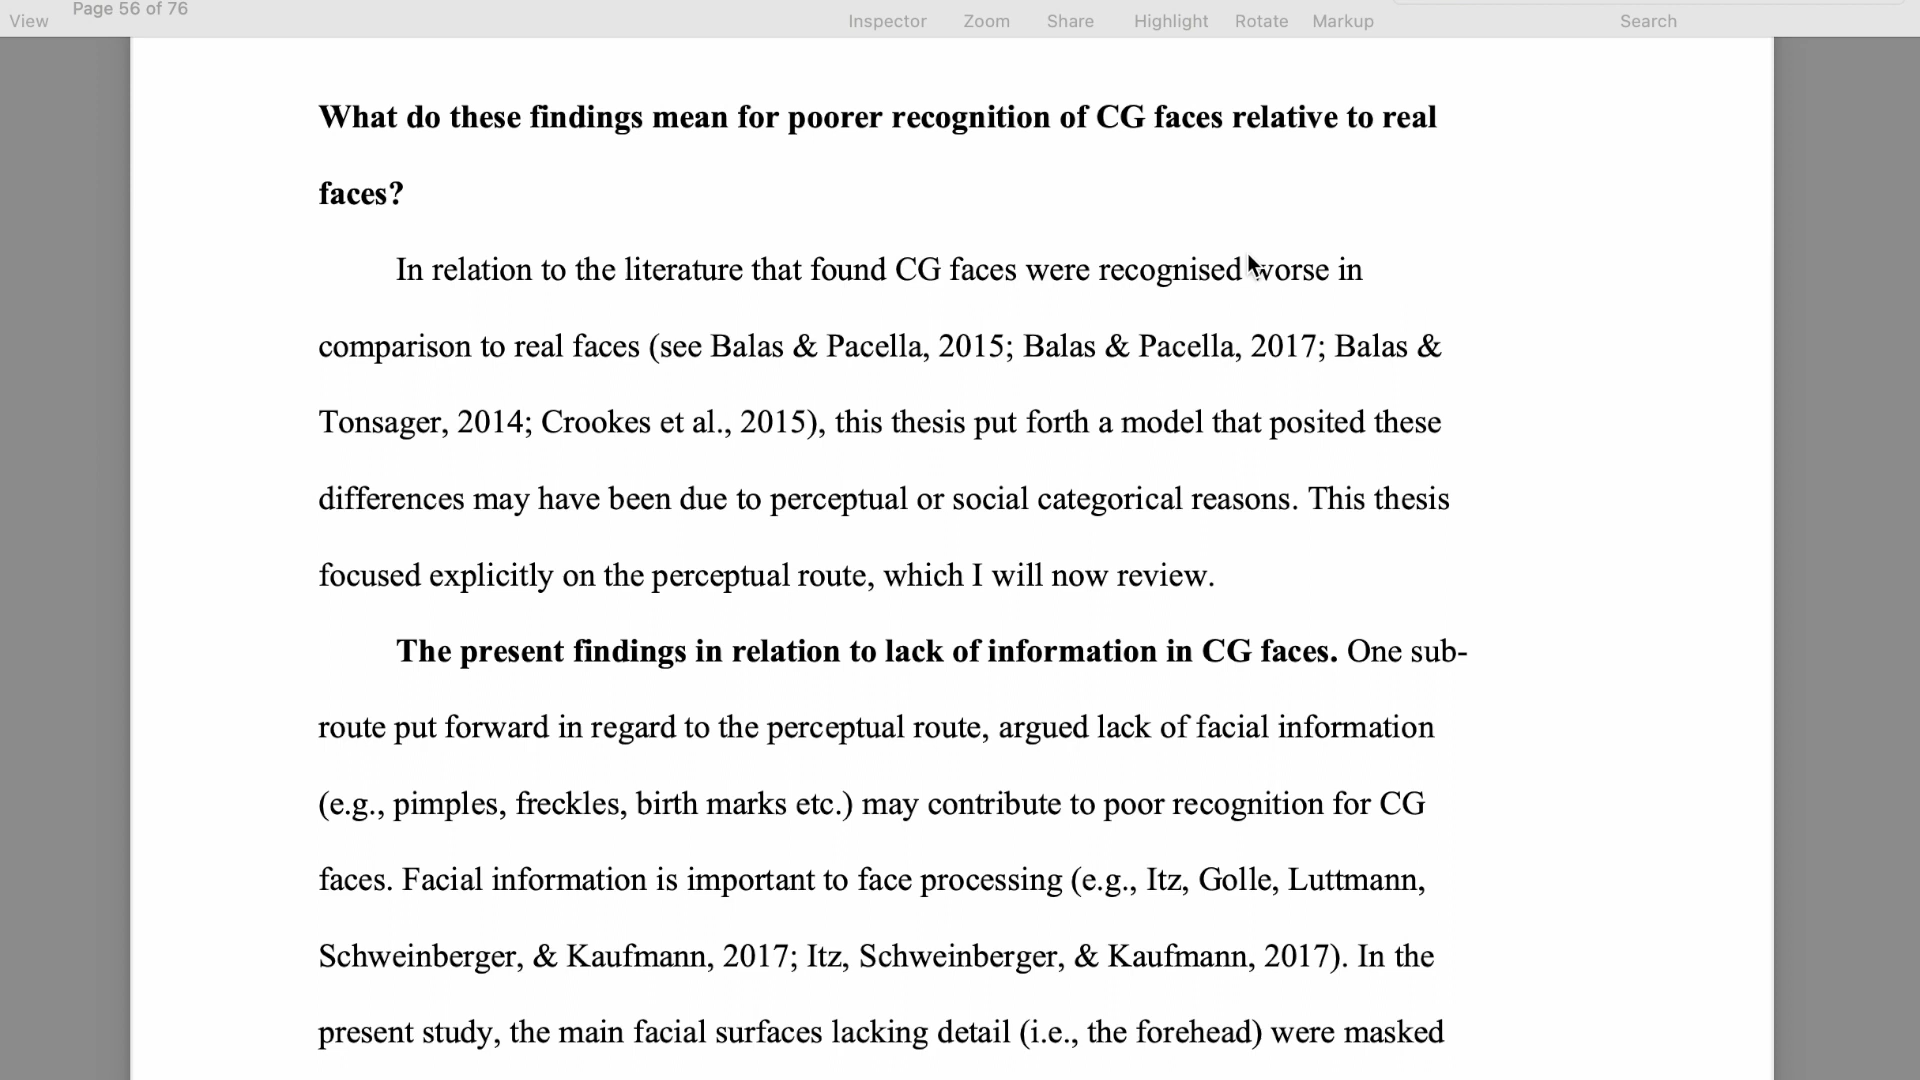 Page 56 of 76
View Inspector Zoom Share Highlight Rotate Markup Search
What do these findings mean for poorer recognition of CG faces relative to real
faces?
In relation to the literature that found CG faces were recognised worse in
comparison to real faces (see Balas & Pacella, 2015; Balas & Pacella, 2017; Balas &
Tonsager, 2014; Crookes et al., 2015), this thesis put forth a model that posited these
differences may have been due to perceptual or social categorical reasons. This thesis
focused explicitly on the perceptual route, which I will now review.
The present findings in relation to lack of information in CG faces. One sub-
route put forward in regard to the perceptual route, argued lack of facial information
(e.g., pimples, freckles, birth marks etc.) may contribute to poor recognition for CG
faces. Facial information is important to face processing (e.g., Itz, Golle, Luttmann,
Schweinberger, & Kaufmann, 2017; Itz, Schweinberger, & Kaufmann, 2017). In the
present study, the main facial surfaces lacking detail (i.e., the forehead) were masked